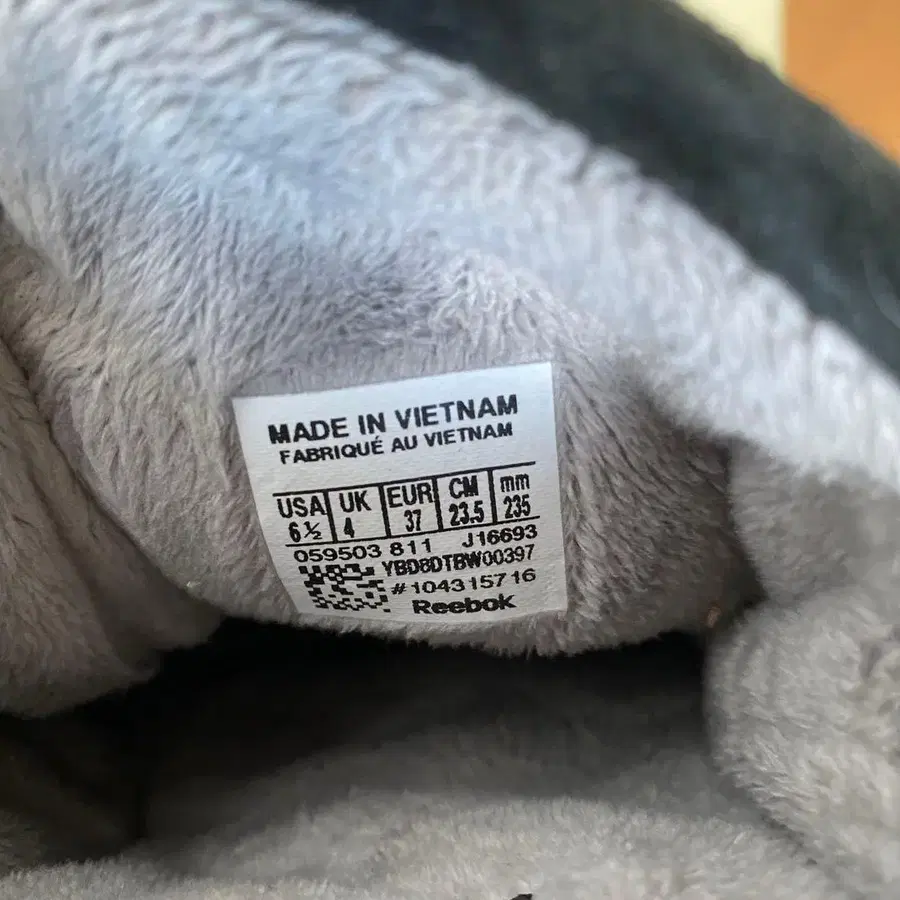 MADE IN VIETNAM
FABRIQUÉ AU VIETNAM
USA UK EUR CM mm
6½ 4 37 23.5 235
059503 811 J16693
YBD8DTBW00397
#104315716
Reebok